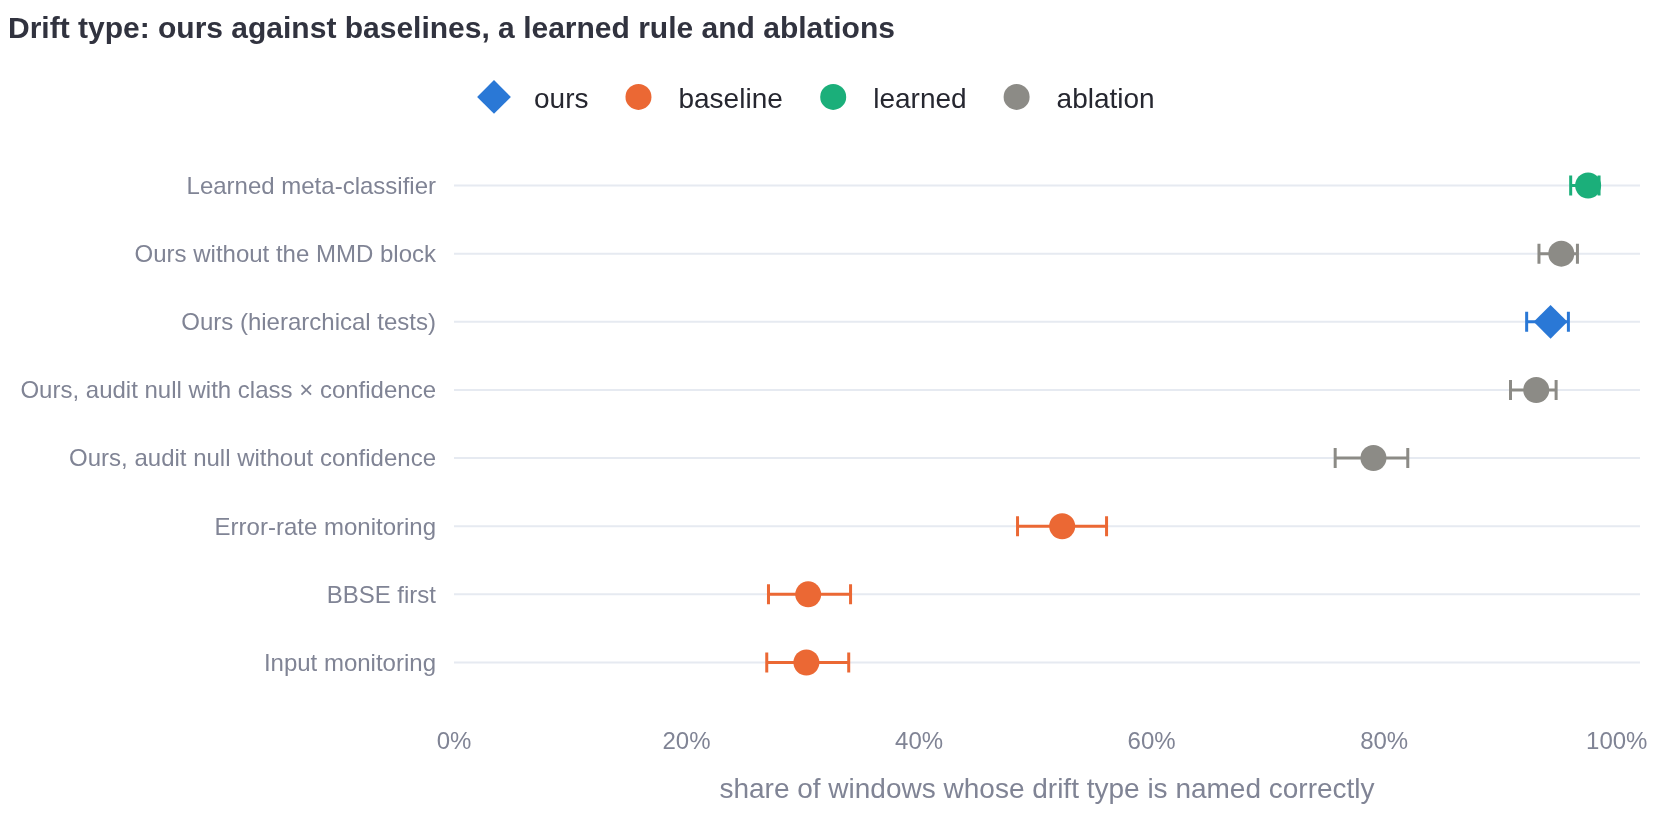 Drift type: ours against baselines, a learned rule and ablations
ours baseline learned ablation
Learned meta-classifier
Ours without the MMD block
Ours (hierarchical tests)
Ours, audit null with class × confidence
Ours, audit null without confidence
Error-rate monitoring
BBSE first
Input monitoring
0% 20% 40% 60% 80% 100%
share of windows whose drift type is named correctly